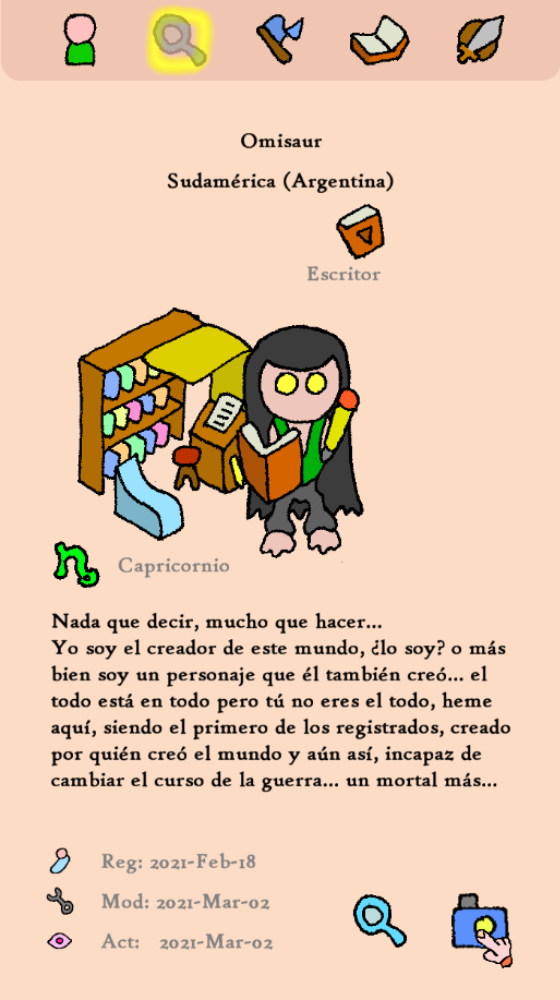 Omisaur
Sudamérica (Argentina)
Escritor
Capricornio
Nada que decir, mucho que hacer...
Yo soy el creador de este mundo, ¿lo soy? o más
bien soy un personaje que él también creó... el
todo está en todo pero tú no eres el todo, heme
aquí, siendo el primero de los registrados, creado
por quién creó el mundo y aún así, incapaz de
cambiar el curso de la guerra... un mortal más...
Reg: 2021-Feb-18
Mod: 2021-Mar-02
Act: 2021-Mar-02